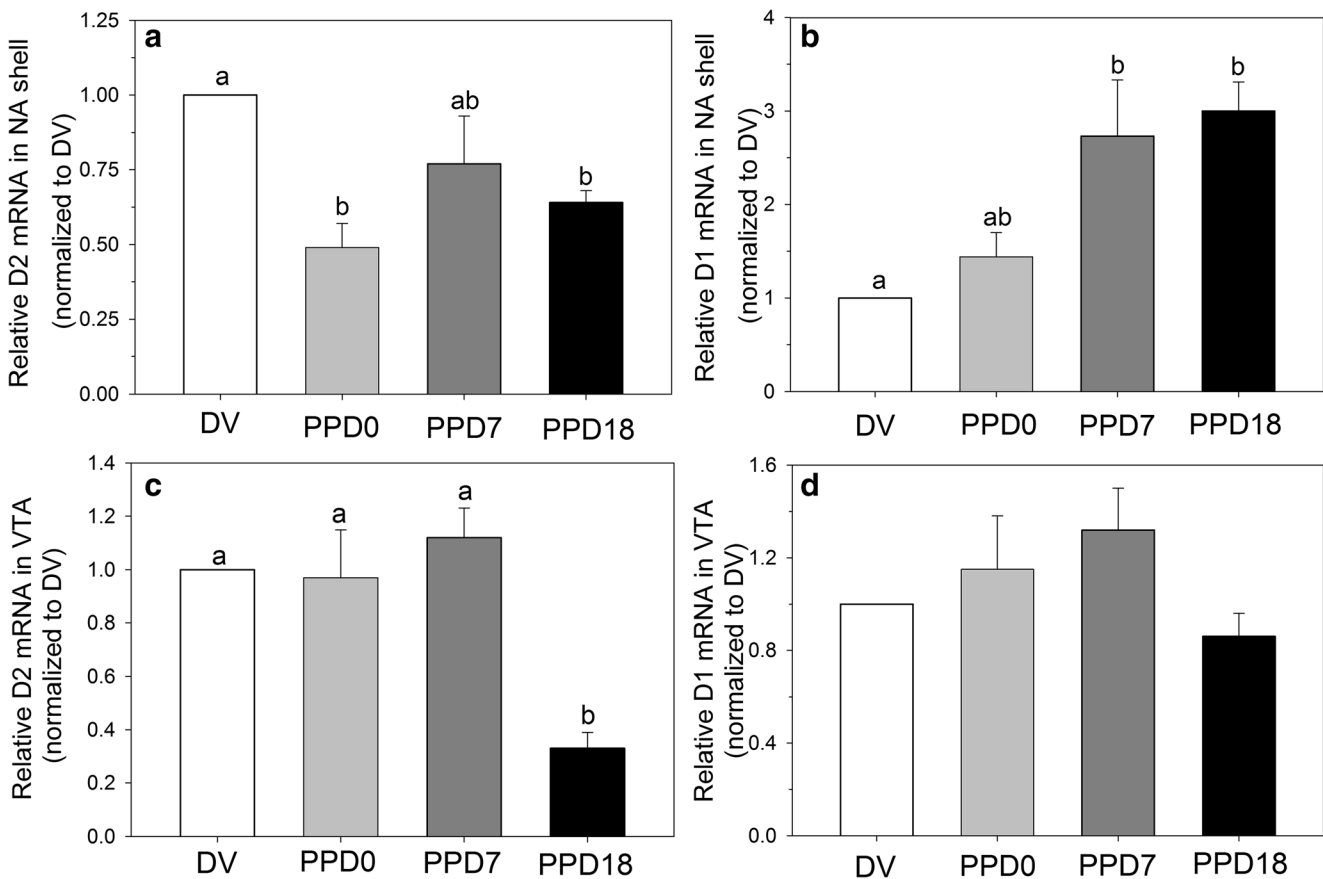 a
Relative D2 mRNA in NA shell
(normalized to DV)
1.25
1.00
0.75
0.50
0.25
0.00
a
b
ab
b
DV PPD0 PPD7 PPD18
b
Relative D1 mRNA in NA shell
(normalized to DV)
4
3
2
1
0
a
ab
b
b
DV PPD0 PPD7 PPD18
c
Relative D2 mRNA in VTA
(normalized to DV)
1.4
1.2
1.0
0.8
0.6
0.4
0.2
0.0
a
a
a
b
DV PPD0 PPD7 PPD18
d
Relative D1 mRNA in VTA
(normalized to DV)
1.6
1.2
0.8
0.4
0.0
DV PPD0 PPD7 PPD18